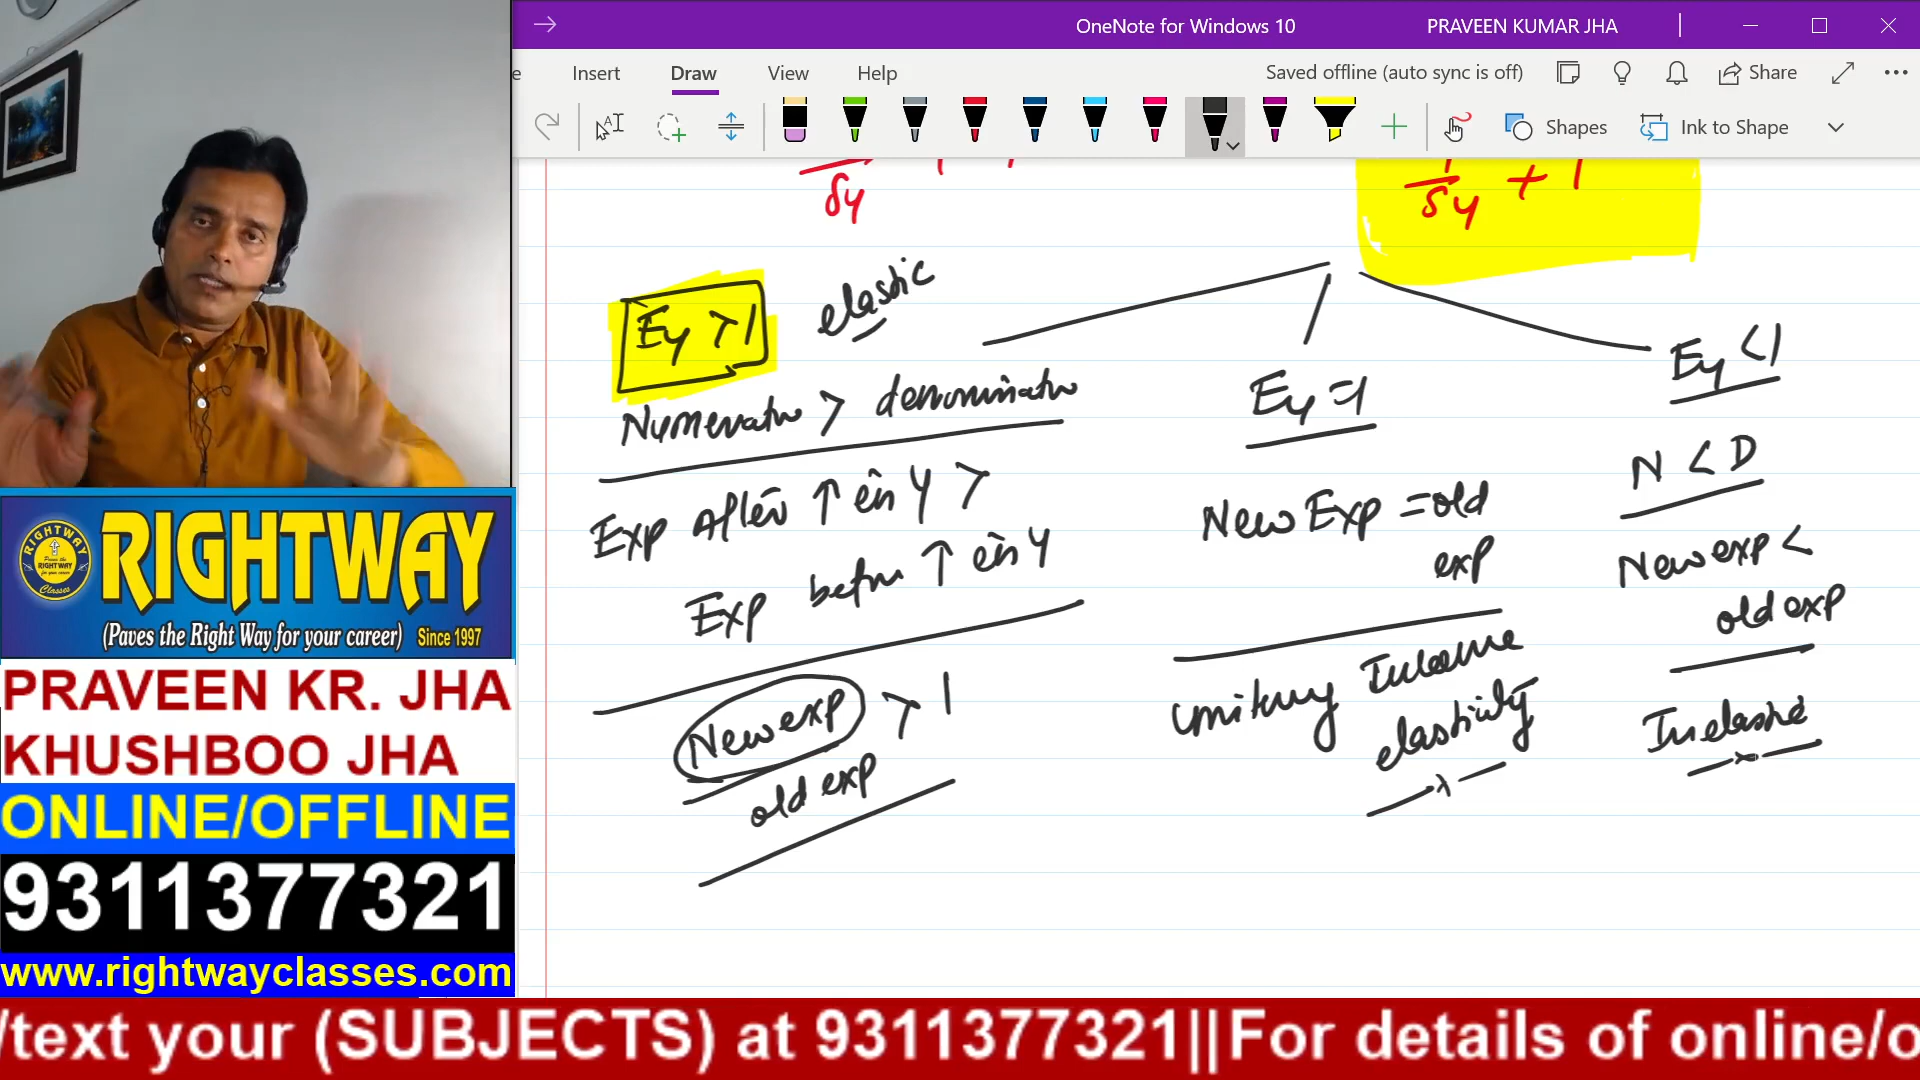 OneNote for Windows 10
PRAVEEN KUMAR JHA
Insert
Draw
View
Help
Saved offline (auto sync is off)
Share
Shapes
Ink to Shape
δy
δy + 1
Ey > 1
elastic
Numerator > denominator
Exp After ↑ in Y >
Exp before ↑ in Y
New exp > 1
old exp
Ey = 1
New Exp = old
exp
unitary Income
elasticity
Ey < 1
N < D
New exp <
old exp
Inelastic
RIGHTWAY
Classes
RIGHTWAY
(Paves the Right Way for your career) Since 1997
PRAVEEN KR. JHA
KHUSHBOO JHA
ONLINE/OFFLINE
9311377321
www.rightwayclasses.com
/text your (SUBJECTS) at 9311377321||For details of online/o